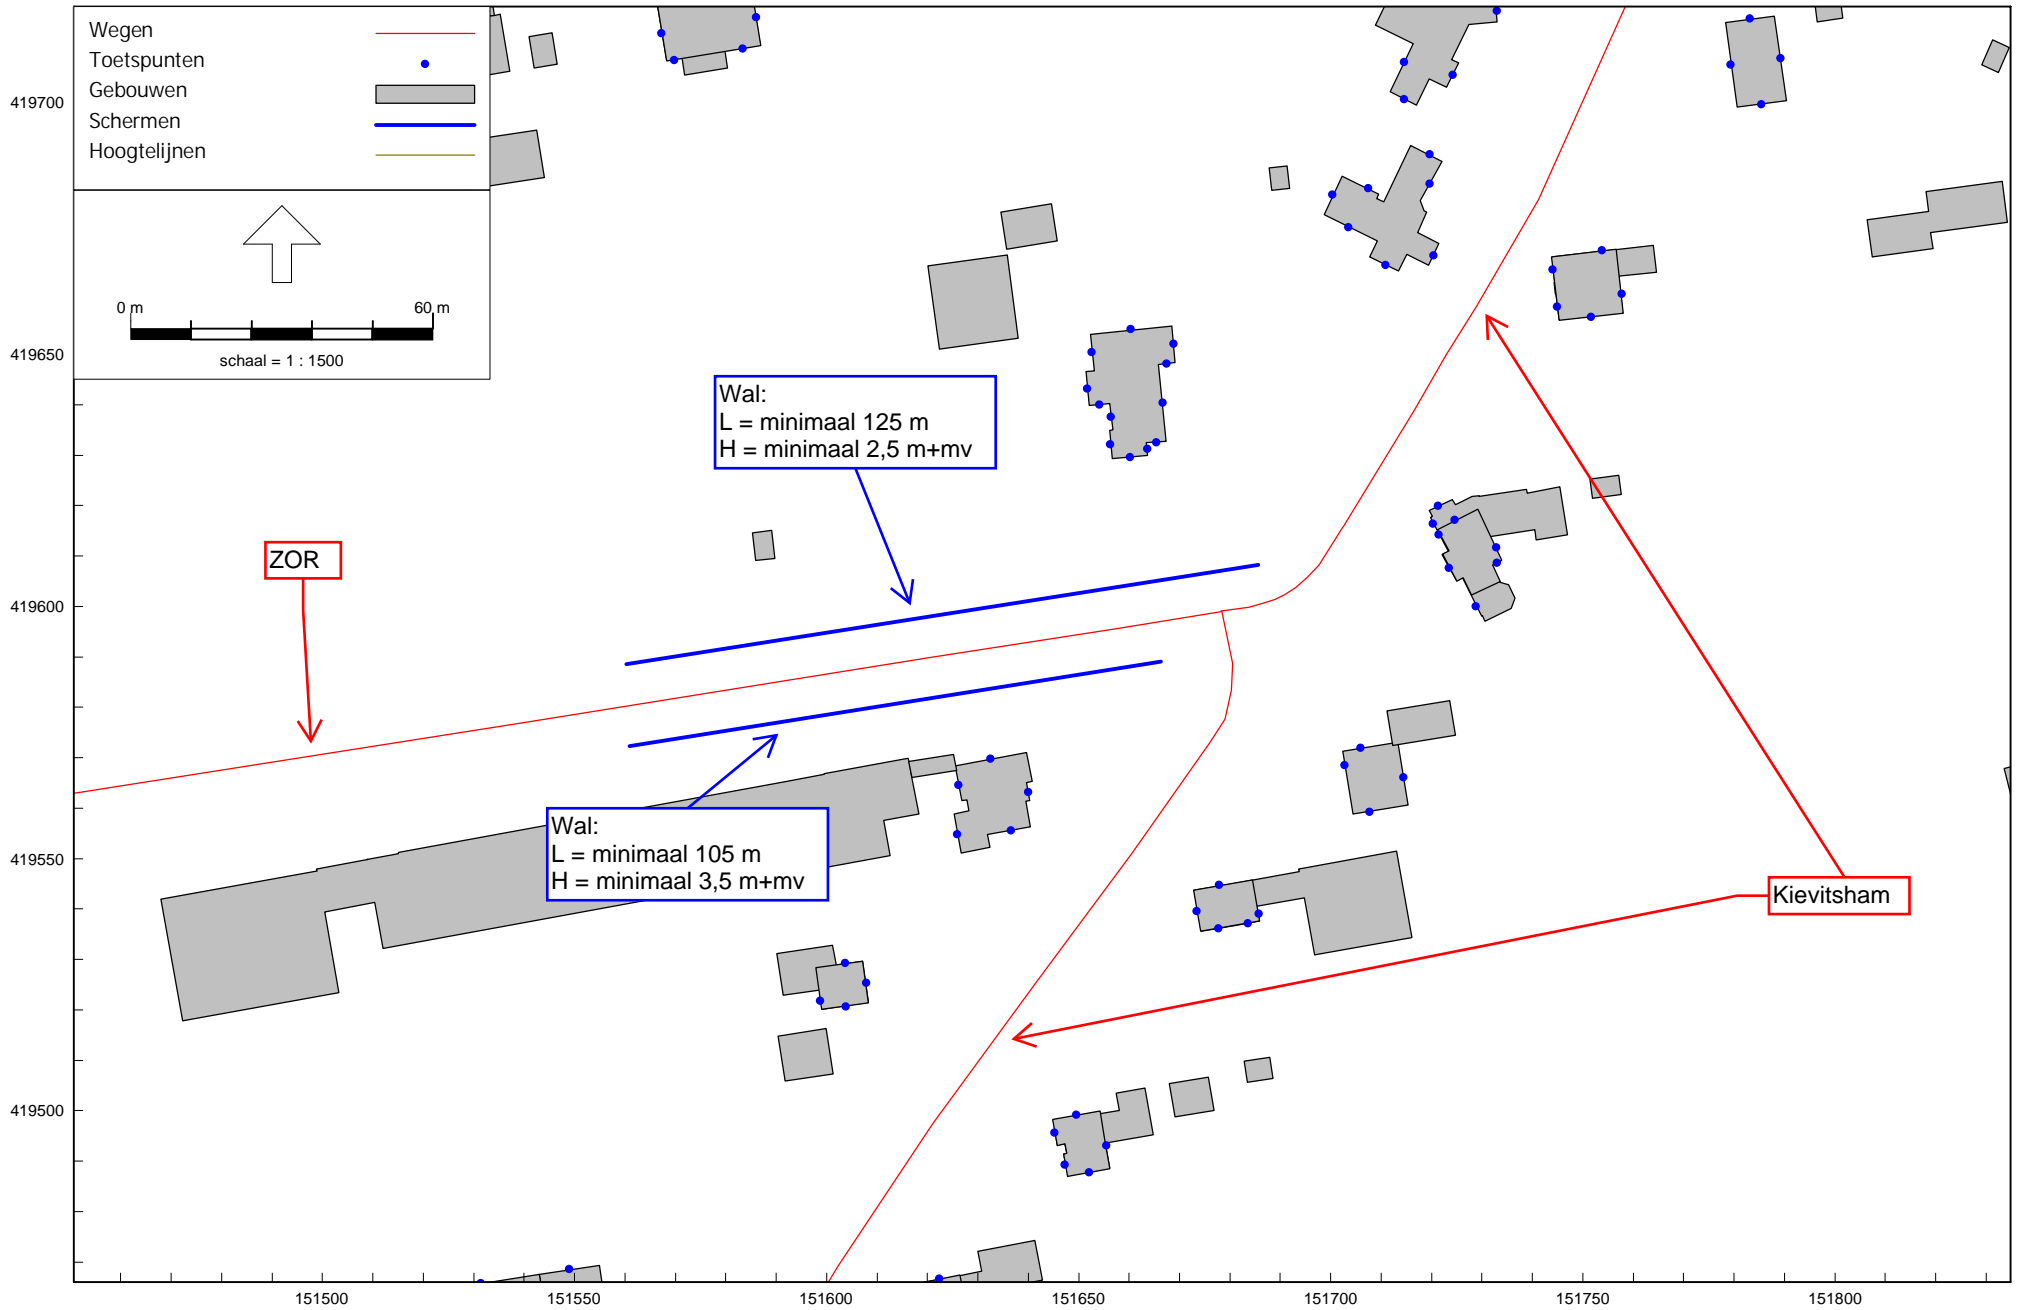 Wegen
Toetspunten
Gebouwen
Schermen
Hoogtelijnen
0 m
60 m
schaal = 1 : 1500
419700
419650
419600
419550
419500
Wal:
L = minimaal 125 m
H = minimaal 2,5 m+mv
ZOR
Wal:
L = minimaal 105 m
H = minimaal 3,5 m+mv
Kievitsham
151500
151550
151600
151650
151700
151750
151800